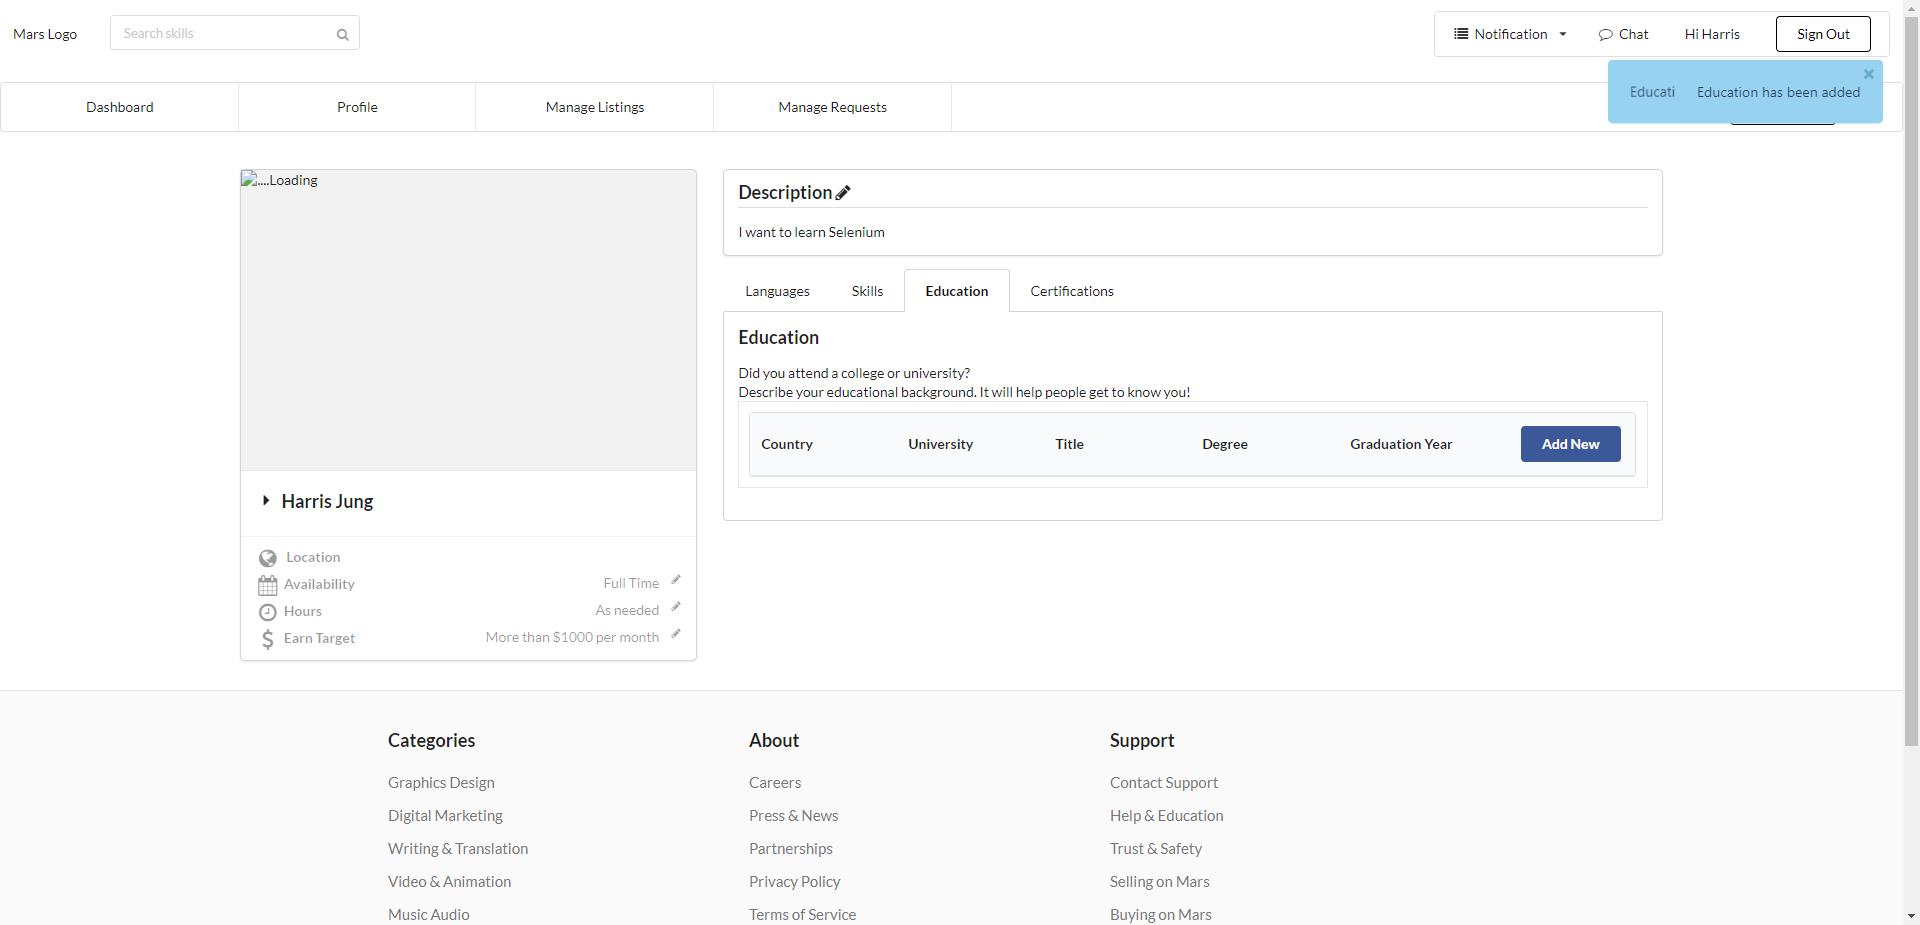 Mars Logo
Search skills
Notification
Chat
Hi Harris
Sign Out
Educati
Education has been added
Dashboard
Profile
Manage Listings
Manage Requests
....Loading
Harris Jung
Location
Availability
Full Time
Hours
As needed
Earn Target
More than $1000 per month
Description
I want to learn Selenium
Languages
Skills
Education
Certifications
Education
Did you attend a college or university?
Describe your educational background. It will help people get to know you!
Country
University
Title
Degree
Graduation Year
Add New
Categories
Graphics Design
Digital Marketing
Writing & Translation
Video & Animation
Music Audio
About
Careers
Press & News
Partnerships
Privacy Policy
Terms of Service
Support
Contact Support
Help & Education
Trust & Safety
Selling on Mars
Buying on Mars